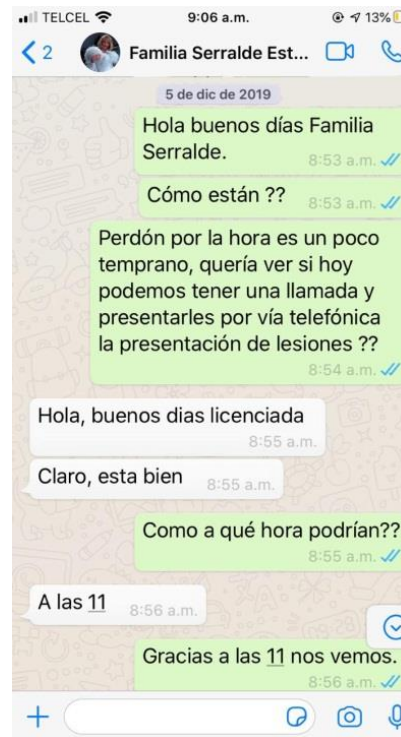 TELCEL 9:06 a.m. 13%
2 Familia Serralde Est...
5 de dic de 2019
Hola buenos días Familia
Serralde.
8:53 a.m.
Cómo están ?? 8:53 a.m.
Perdón por la hora es un poco
temprano, quería ver si hoy
podemos tener una llamada y
presentarles por vía telefónica
la presentación de lesiones ??
8:54 a.m.
Hola, buenos dias licenciada
8:55 a.m.
Claro, esta bien 8:55 a.m.
Como a qué hora podrían??
8:55 a.m.
A las 11 8:56 a.m.
Gracias a las 11 nos vemos.
8:56 a.m.